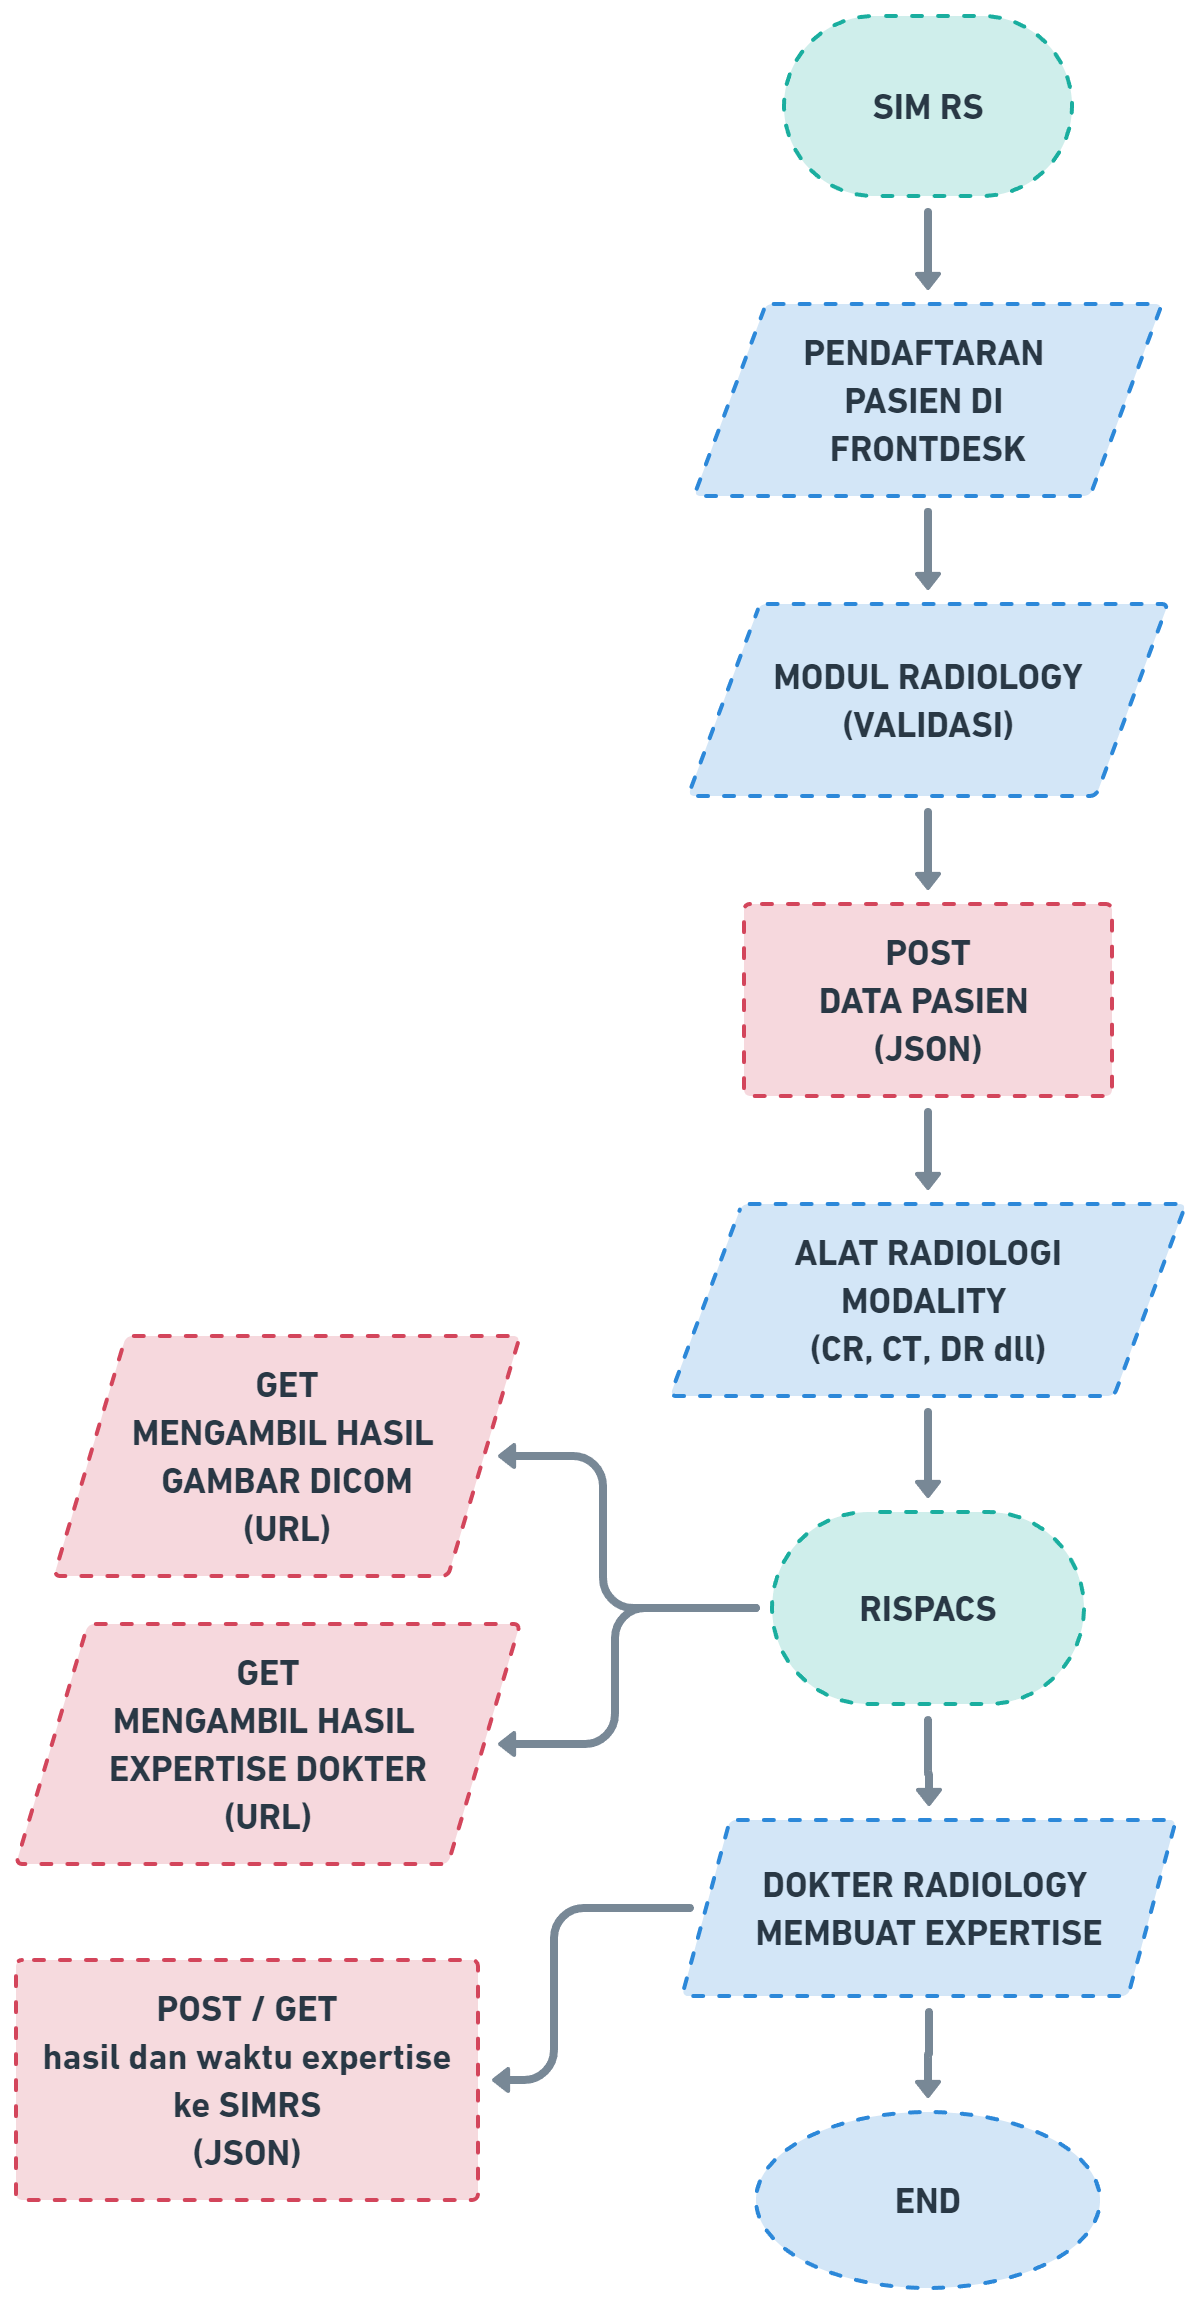 SIM RS
PENDAFTARAN
PASIEN DI
FRONTDESK
MODUL RADIOLOGY
(VALIDASI)
POST
DATA PASIEN
(JSON)
ALAT RADIOLOGI
MODALITY
(CR, CT, DR dll)
RISPACS
GET
MENGAMBIL HASIL
GAMBAR DICOM
(URL)
GET
MENGAMBIL HASIL
EXPERTISE DOKTER
(URL)
DOKTER RADIOLOGY
MEMBUAT EXPERTISE
POST / GET
hasil dan waktu expertise
ke SIMRS
(JSON)
END